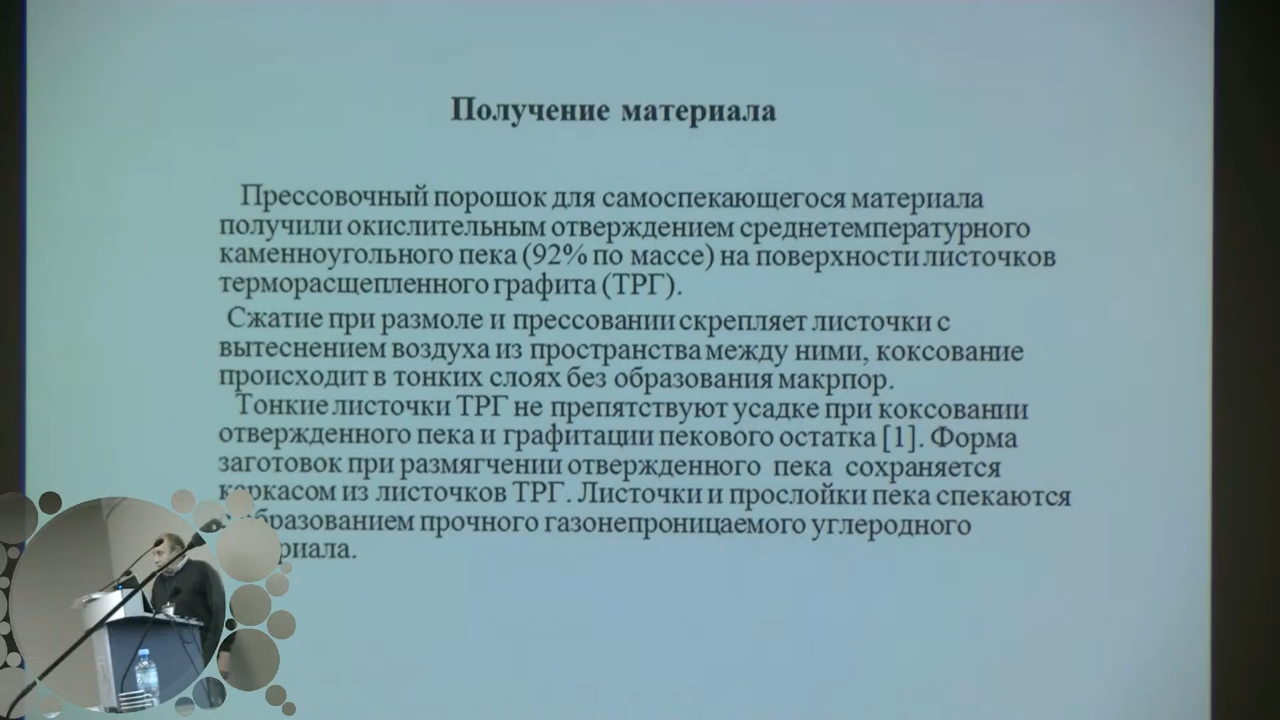 Получение материала
Прессовочный порошок для самоспекающегося материала
получили окислительным отверждением среднетемпературного
каменноугольного пека (92% по массе) на поверхности листочков
терморасщепленного графита (ТРГ).
Сжатие при размоле и прессовании скрепляет листочки с
вытеснением воздуха из пространства между ними, коксование
происходит в тонких слоях без образования макрпор.
Тонкие листочки ТРГ не препятствуют усадке при коксовании
отвержденного пека и графитации пекового остатка [1]. Форма
заготовок при размягчении отвержденного пека сохраняется
каркасом из листочков ТРГ. Листочки и прослойки пека спекаются
образованием прочного газонепроницаемого углеродного